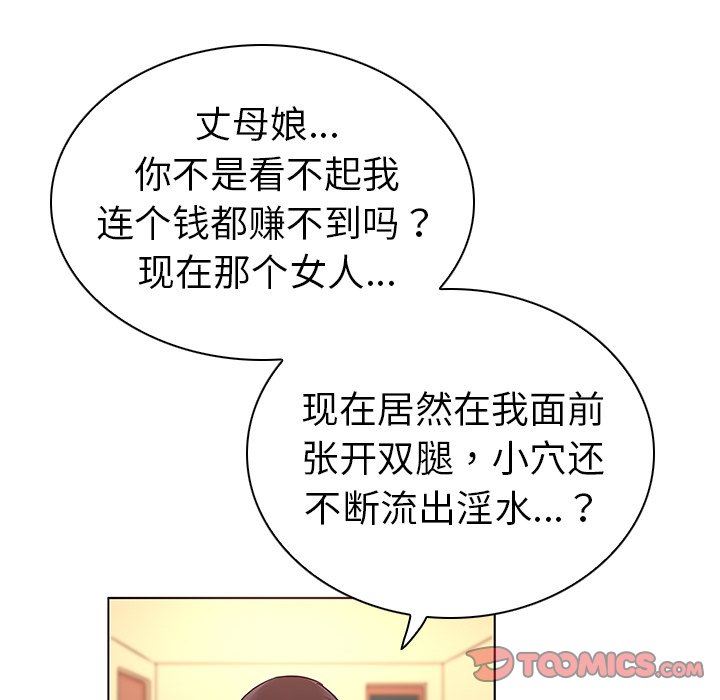 丈母娘...
你不是看不起我
连个钱都赚不到吗？
现在那个女人...
现在居然在我面前
张开双腿，小穴还
不断流出淫水...？
TOOMICS.COM